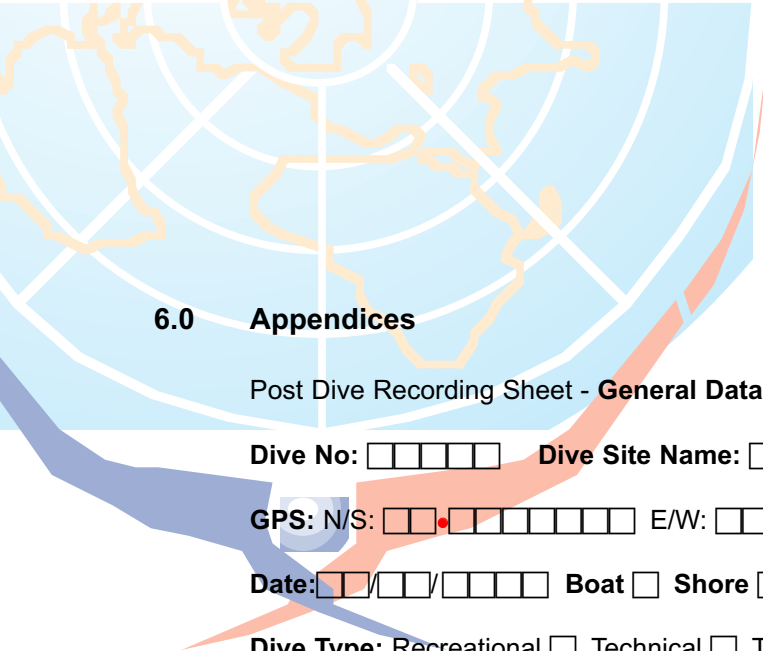 6.0 Appendices
Post Dive Recording Sheet - General Data
Dive No: □□□□□ Dive Site Name: □
GPS: N/S: □□•□□□□□□□ E/W: □□
Date:□□/□□/□□□□ Boat □ Shore □
Dive Type: Recreational □ Technical □ T